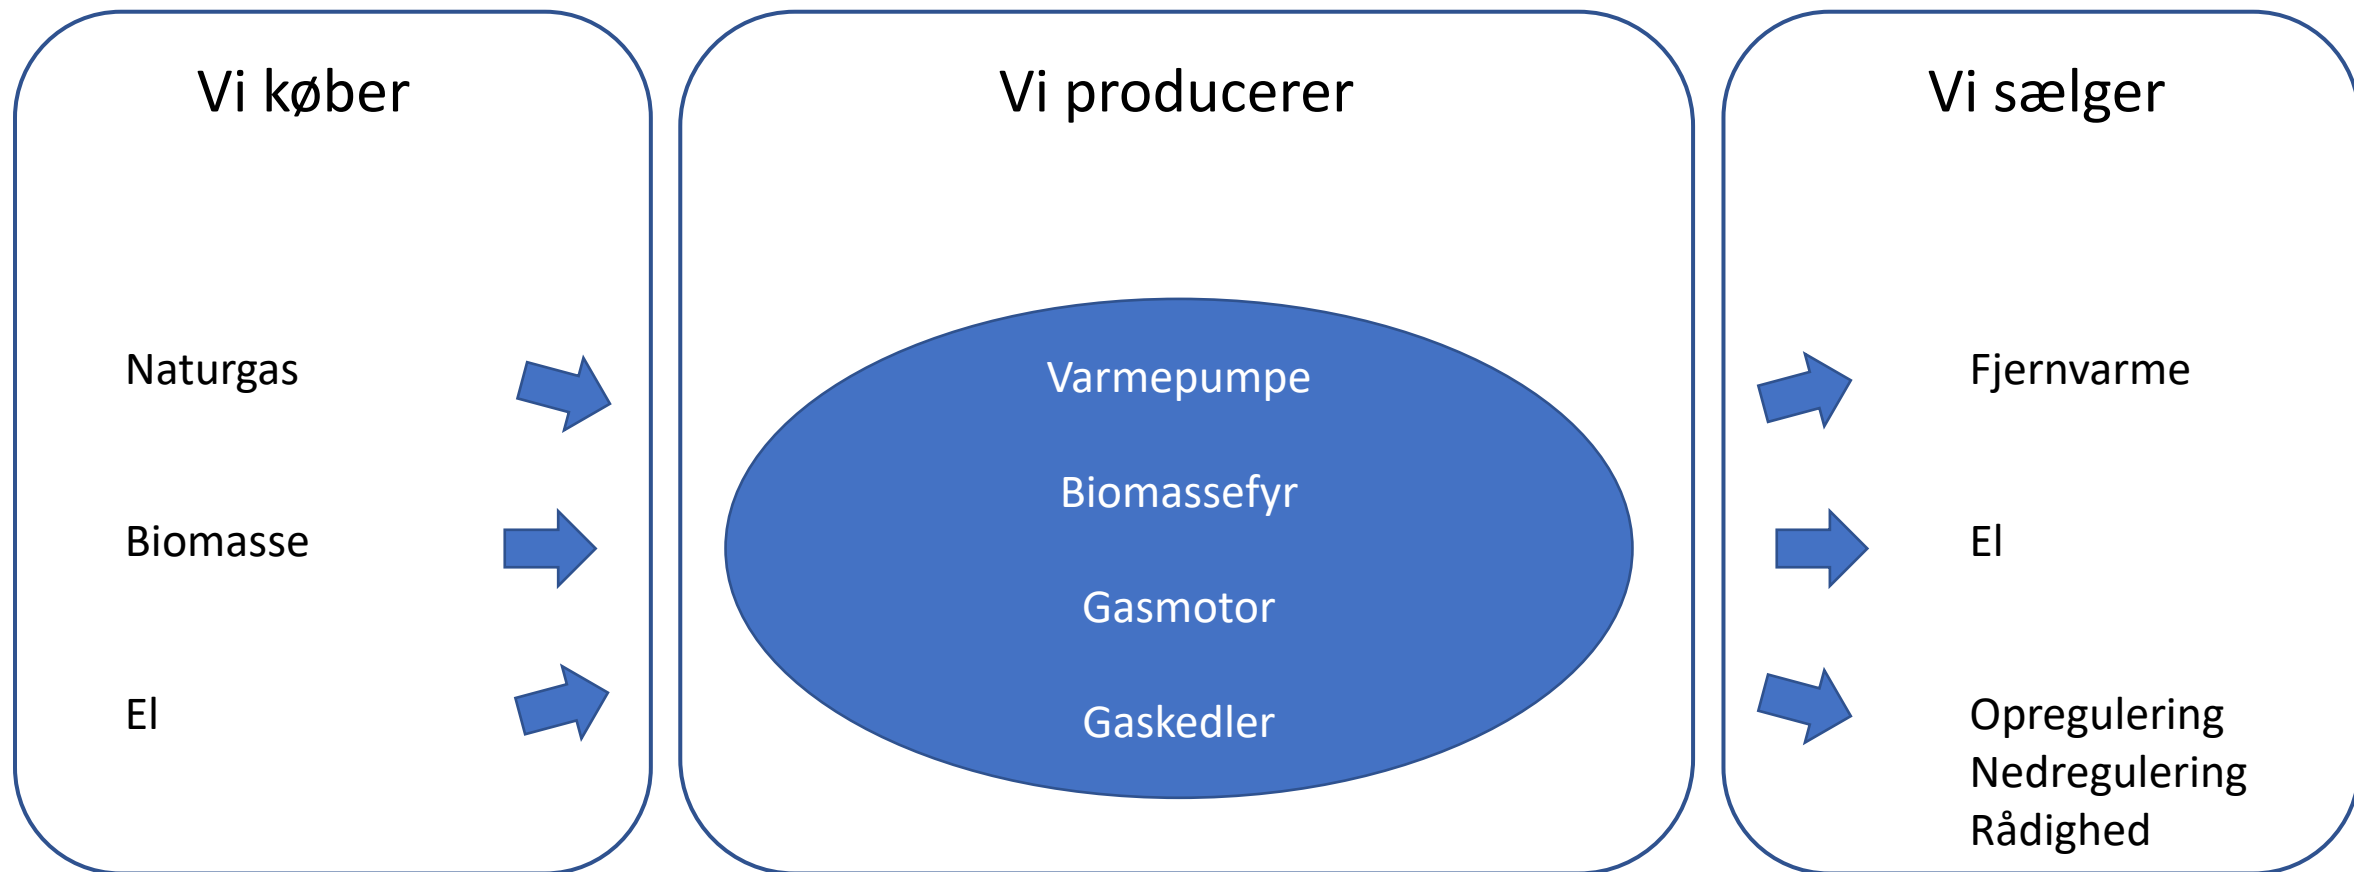 Vi køber
Naturgas
Biomasse
El
Vi producerer
Varmepumpe
Biomassefyr
Gasmotor
Gaskedler
Vi sælger
Fjernvarme
El
Opregulering
Nedregulering
Rådighed